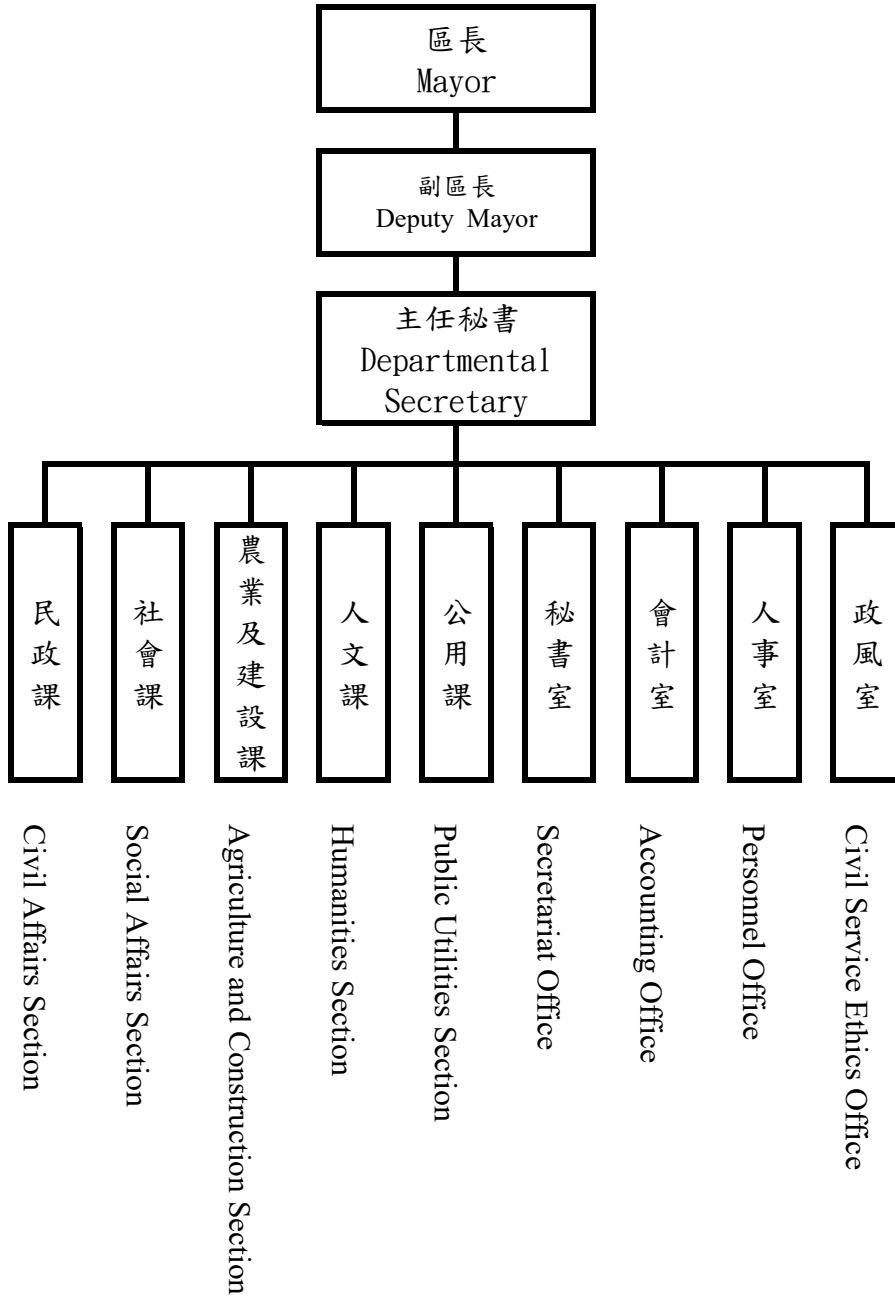 區長
Mayor
副區長
Deputy Mayor
主任秘書
Departmental
Secretary
民政課
社會課
農業及建設課
人文課
公用課
秘書室
會計室
人事室
政風室
Civil Affairs Section
Social Affairs Section
Agriculture and Construction Section
Humanities Section
Public Utilities Section
Secretariat Office
Accounting Office
Personnel Office
Civil Service Ethics Office